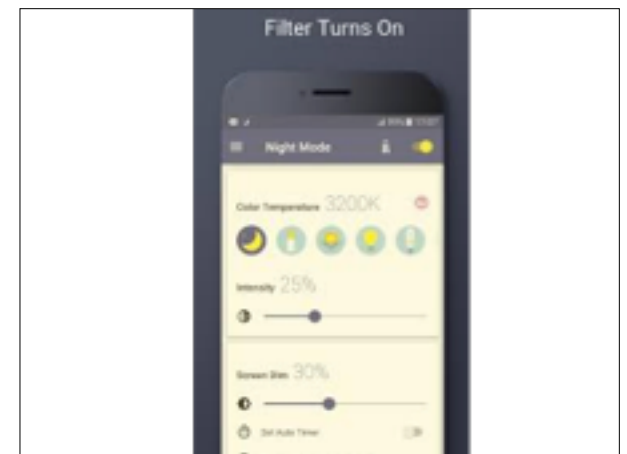 Filter Turns On
Night Mode
Color Temperature 3200K
Intensity 25%
Screen Dim 30%
Set Auto Timer